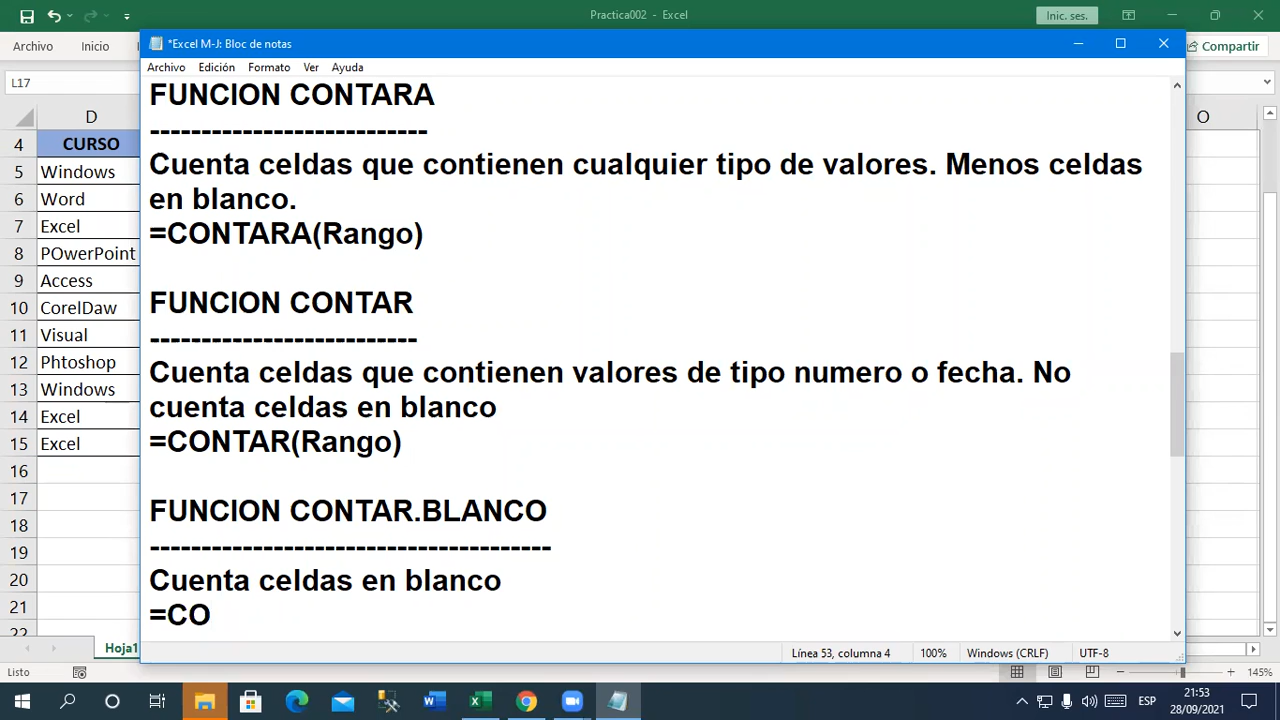 Practica002 - Excel
Inic. ses.
Archivo Inicio
Compartir
*Excel M-J: Bloc de notas
Archivo Edición Formato Ver Ayuda
L17
D
O
4 CURSO
5 Windows
6 Word
7 Excel
8 POwerPoint
9 Access
10 CorelDaw
11 Visual
12 Phtoshop
13 Windows
14 Excel
15 Excel
16
17
18
19
20
21
22
FUNCION CONTARA
---------------------------
Cuenta celdas que contienen cualquier tipo de valores. Menos celdas
en blanco.
=CONTARA(Rango)
FUNCION CONTAR
--------------------------
Cuenta celdas que contienen valores de tipo numero o fecha. No
cuenta celdas en blanco
=CONTAR(Rango)
FUNCION CONTAR.BLANCO
---------------------------------------
Cuenta celdas en blanco
=CO
Línea 53, columna 4 100% Windows (CRLF) UTF-8
Hoja1
Listo
145%
ESP
21:53
28/09/2021